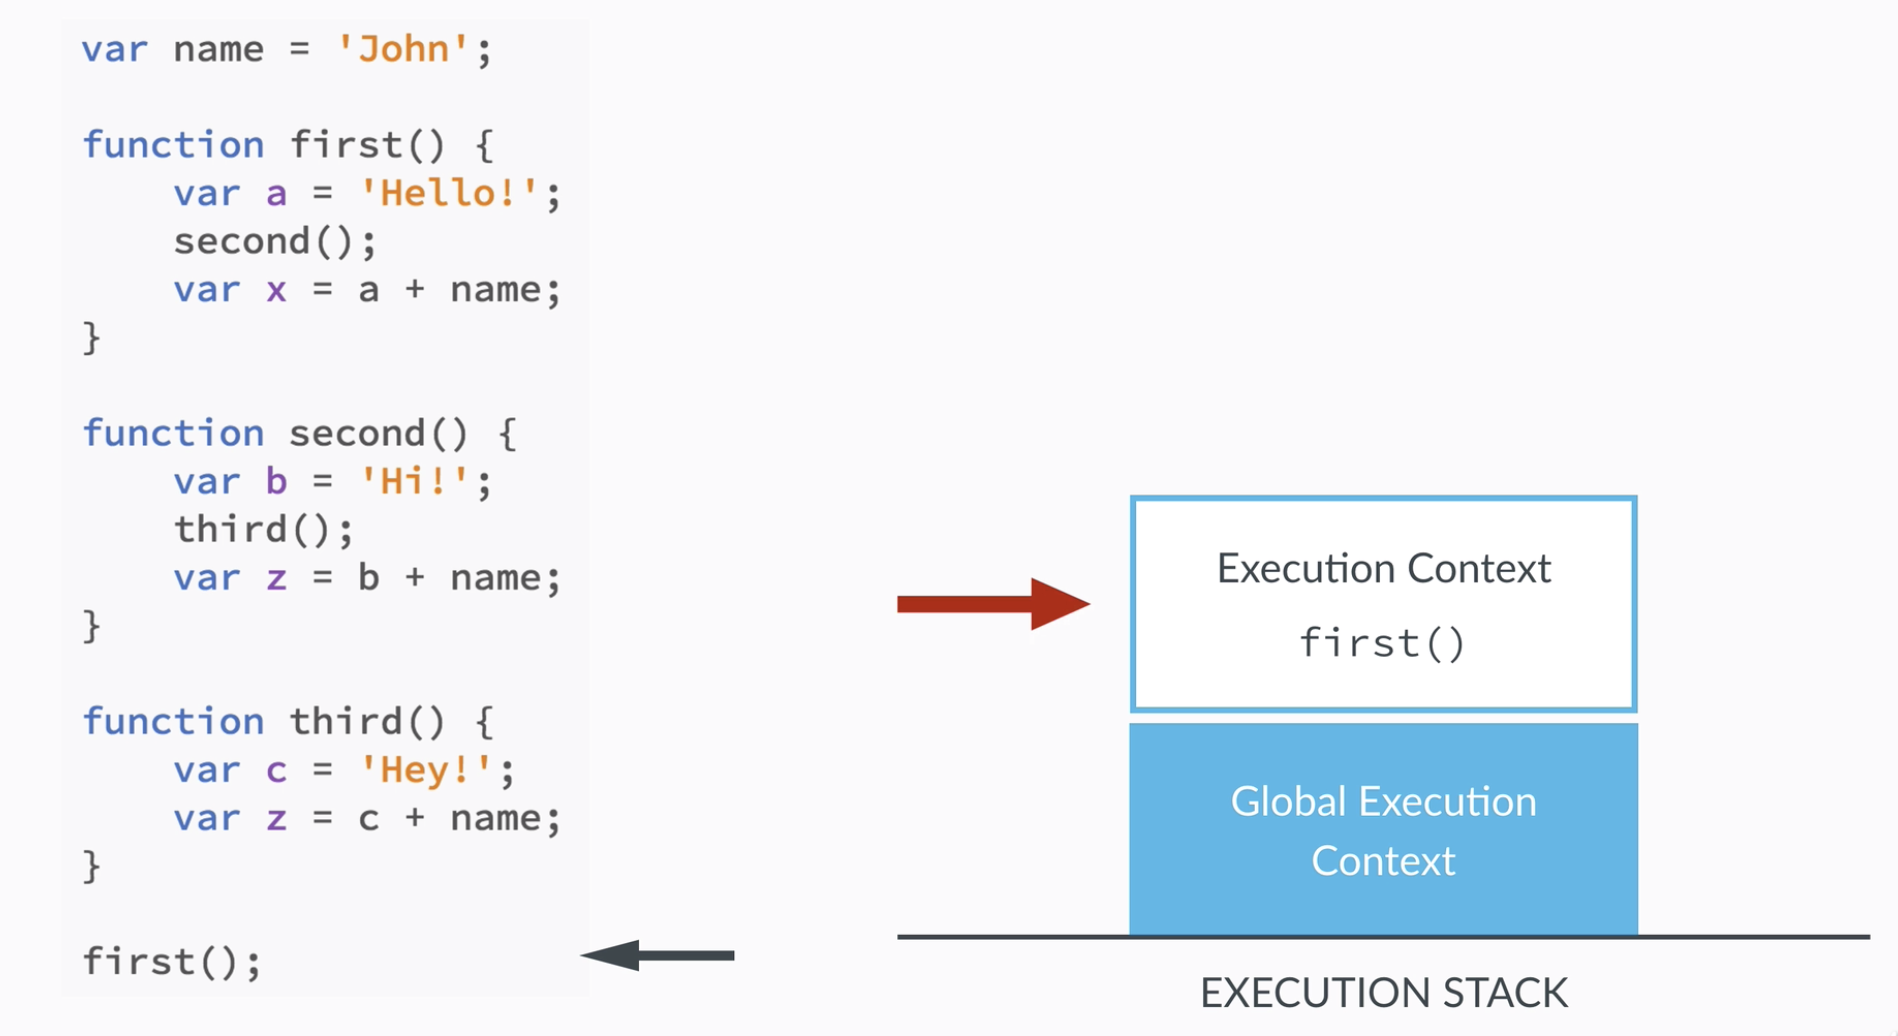 var name = 'John';
function first() {
    var a = 'Hello!';
    second();
    var x = a + name;
}
function second() {
    var b = 'Hi!';
    third();
    var z = b + name;
}
function third() {
    var c = 'Hey!';
    var z = c + name;
}
first();
Execution Context
first()
Global Execution
Context
EXECUTION STACK